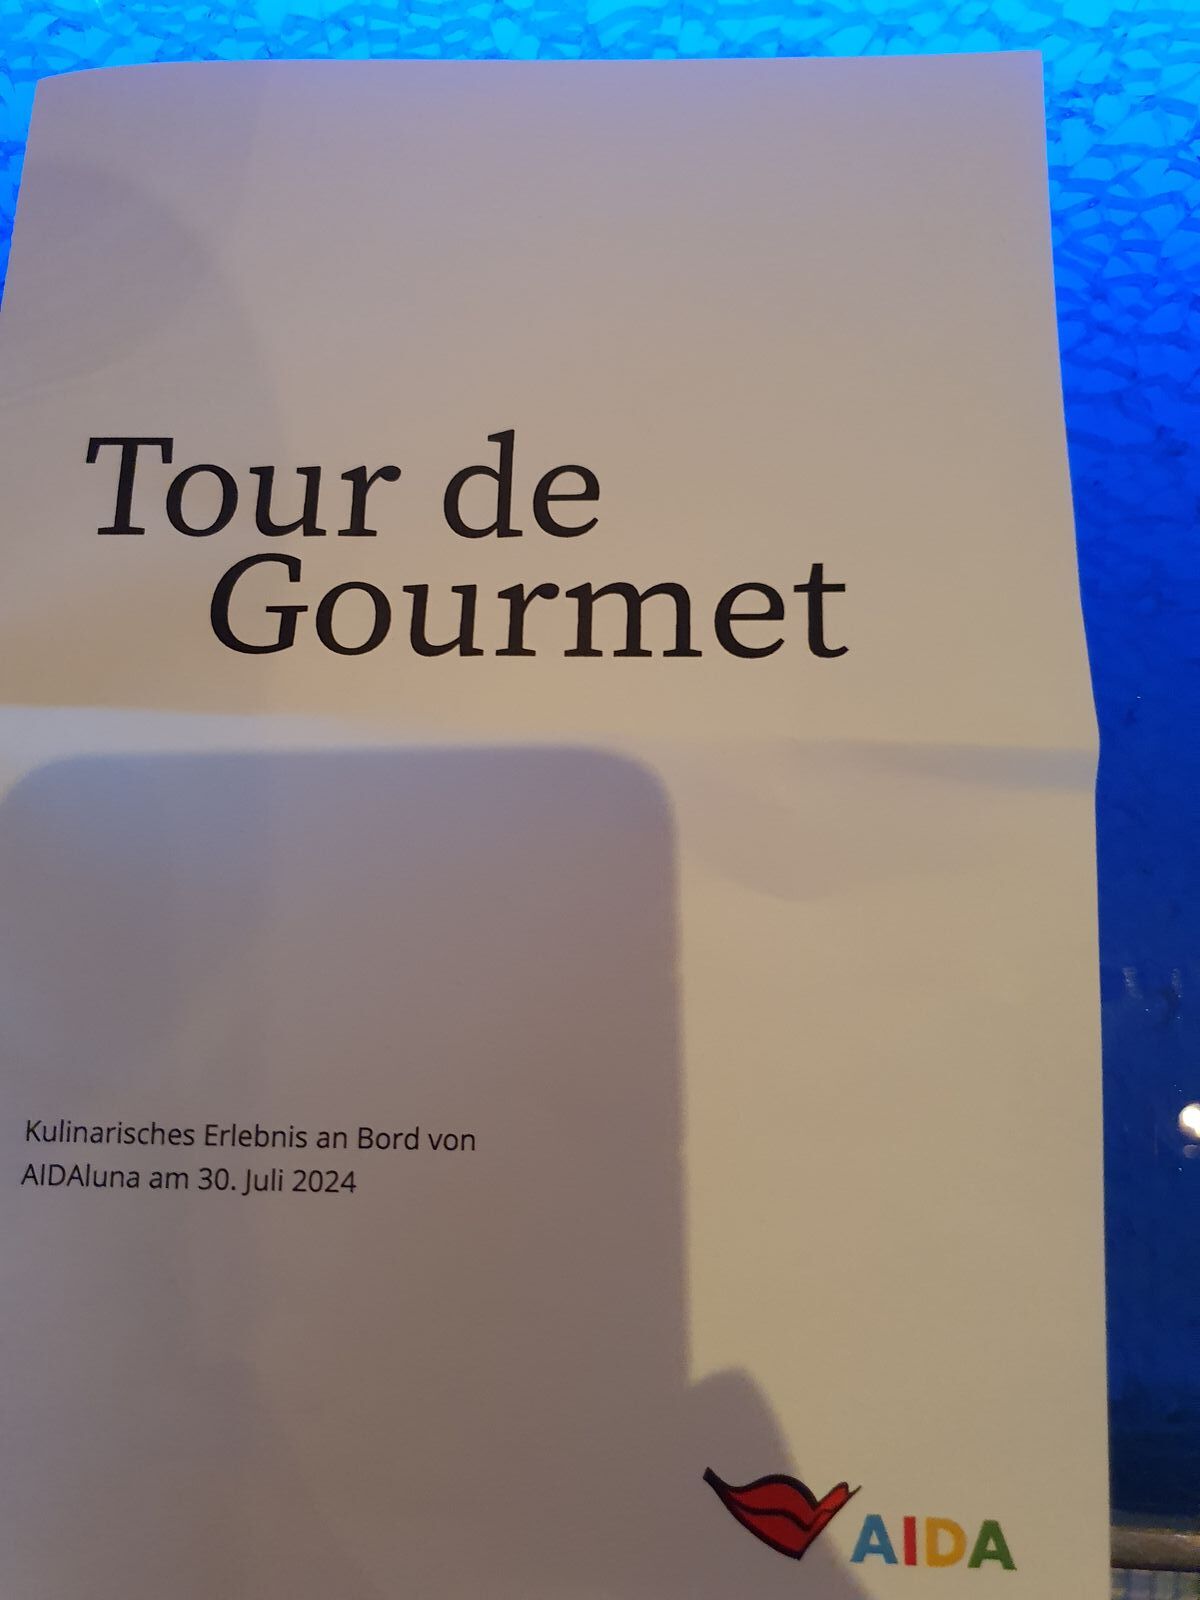 Tour de
Gourmet
Kulinarisches Erlebnis an Bord von
AIDAluna am 30. Juli 2024
AIDA